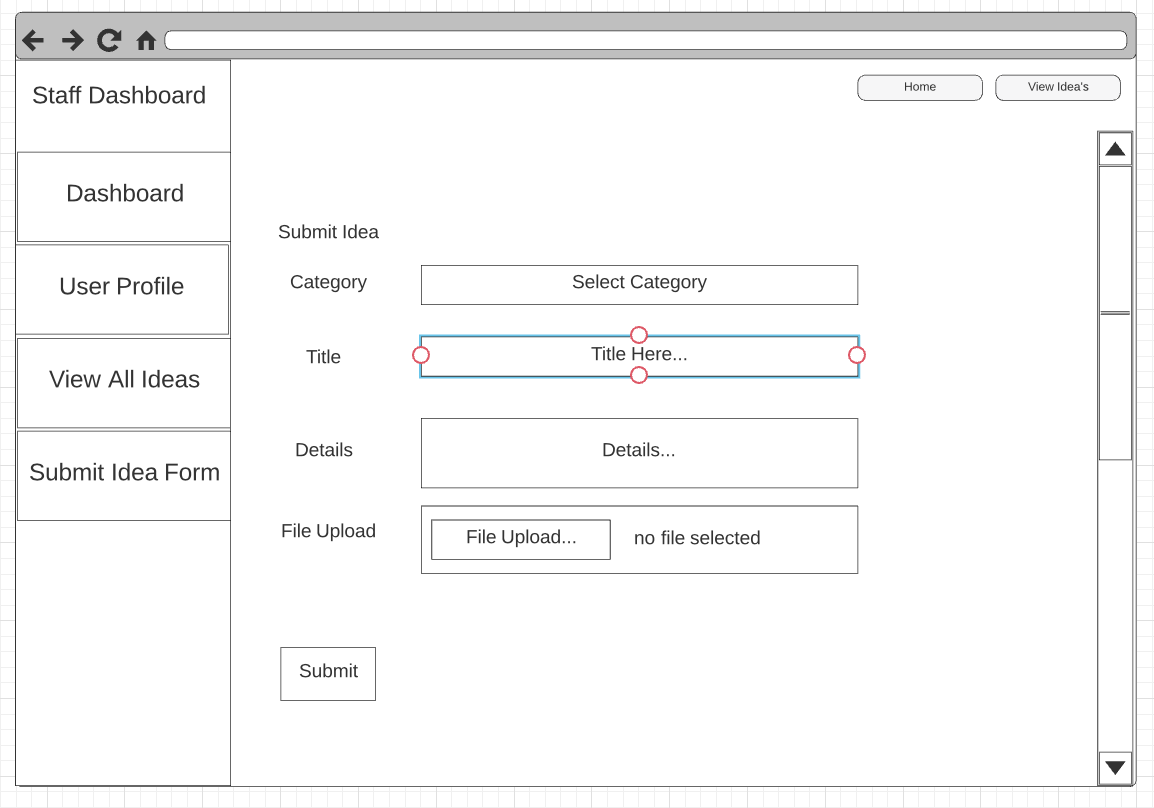 Staff Dashboard
Home
View Idea's
Dashboard
User Profile
View All Ideas
Submit Idea Form
Submit Idea
Category
Select Category
Title
Title Here...
Details
Details...
File Upload
File Upload...
no file selected
Submit